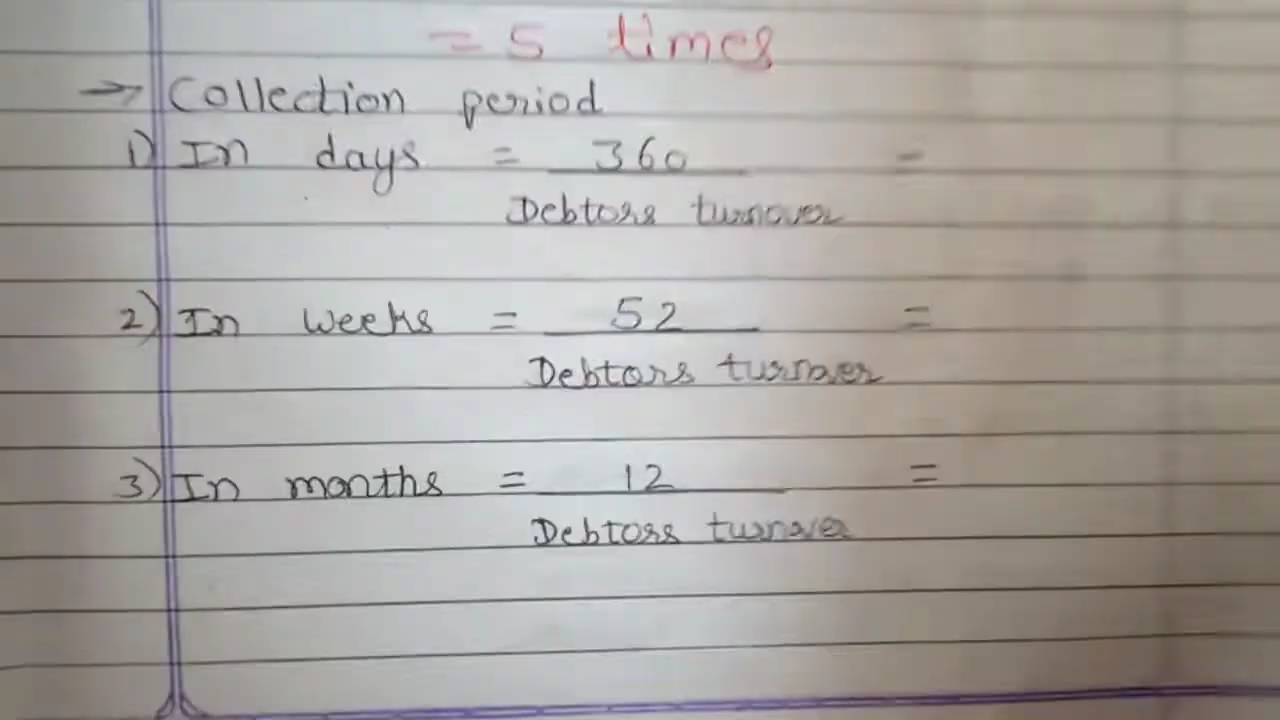 = 5 times
→ Collection period
1) In days = 360 =
Debtors turnover
2) In weeks = 52 =
Debtors turnover
3) In months = 12 =
Debtors turnover